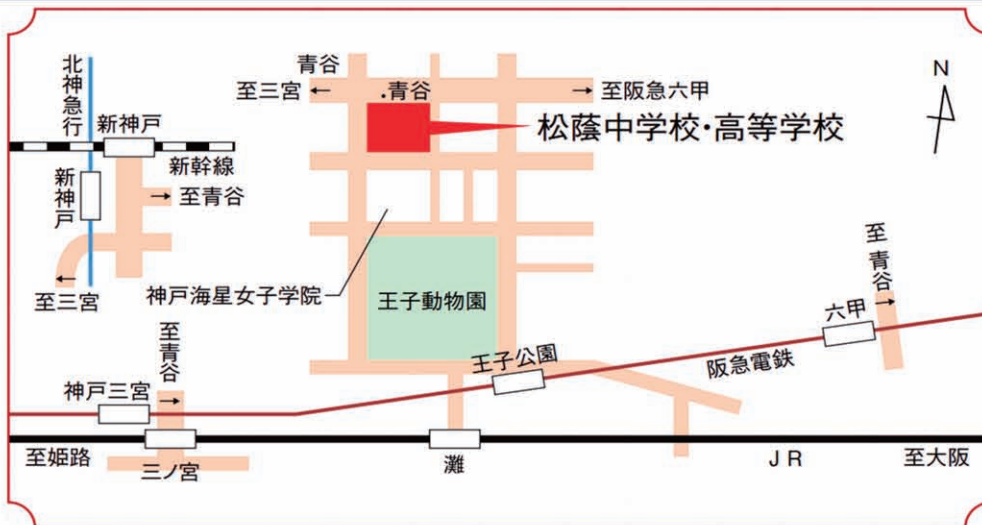 北神急行
新神戸
新幹線
新神戸
→至青谷
←至三宮
青谷
至三宮←
.青谷
→至阪急六甲
松蔭中学校・高等学校
N
神戸海星女子学院
王子動物園
至青谷
→
至青谷
→
六甲
王子公園
阪急電鉄
神戸三宮
至姫路
三ノ宮
灘
JR
至大阪